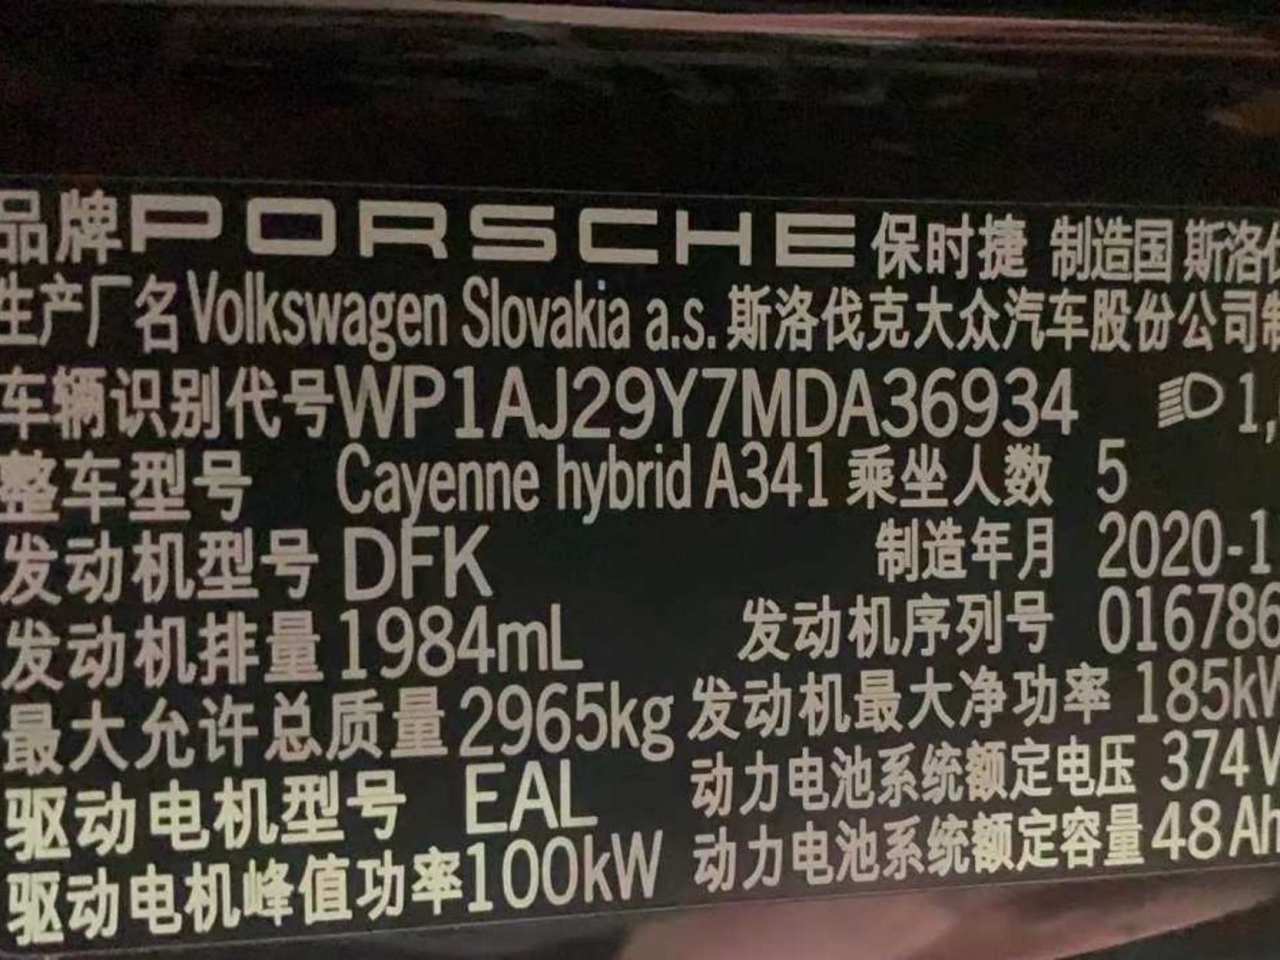 品牌PORSCHE 保时捷 制造国 斯洛伐
生产厂名Volkswagen Slovakia a.s.斯洛伐克大众汽车股份公司制
车辆识别代号WP1AJ29Y7MDA36934 1,
整车型号 Cayenne hybrid A341 乘坐人数 5
发动机型号DFK 制造年月 2020-1
发动机排量1984mL 发动机序列号 016786
最大允许总质量2965kg 发动机最大净功率 185kW
驱动电机型号 EAL 动力电池系统额定电压 374V
驱动电机峰值功率100kW 动力电池系统额定容量48Ah